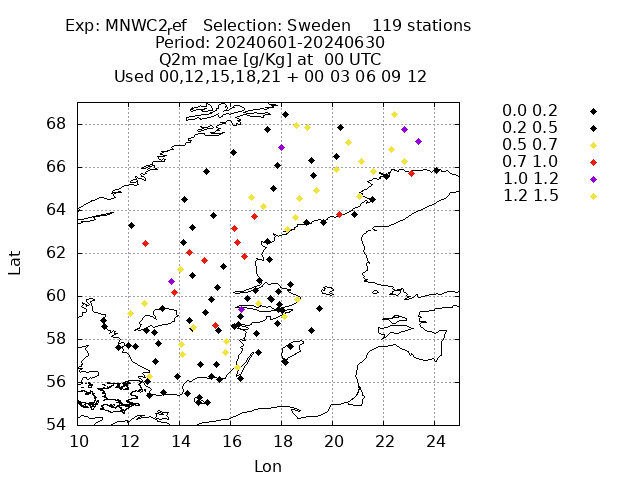 Exp: MNWC2ref Selection: Sweden 119 stations
Period: 20240601-20240630
Q2m mae [g/Kg] at 00 UTC
Used 00,12,15,18,21 + 00 03 06 09 12
0.0 0.2
0.2 0.5
0.5 0.7
0.7 1.0
1.0 1.2
1.2 1.5
68
66
64
62
60
58
56
54
Lat
10 12 14 16 18 20 22 24
Lon